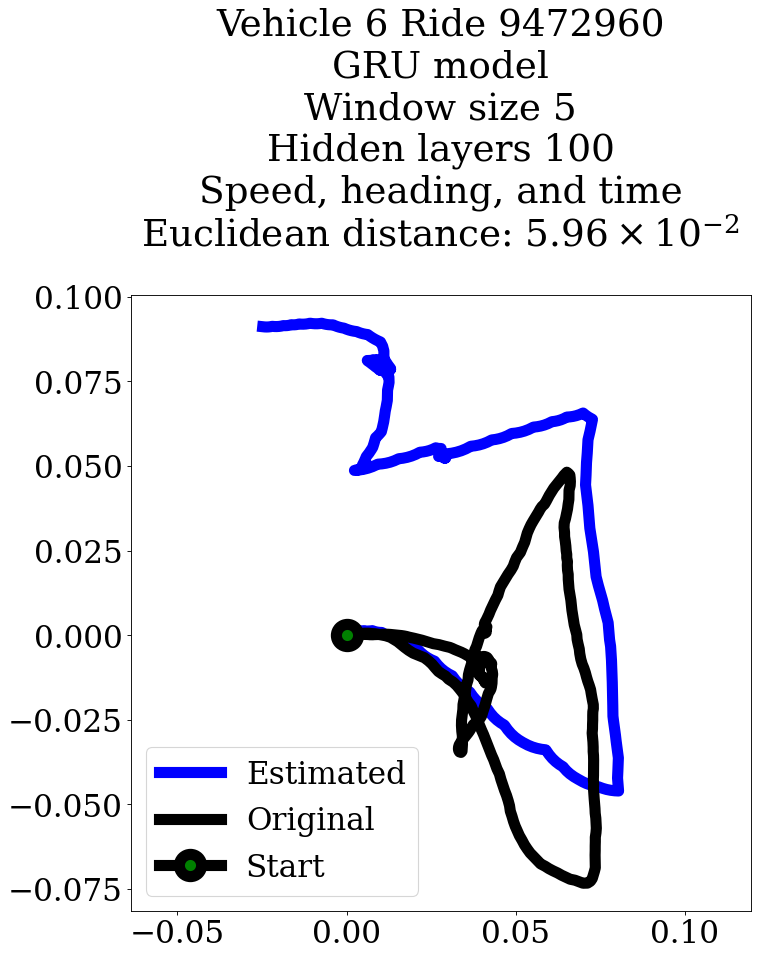 Vehicle 6 Ride 9472960
GRU model
Window size 5
Hidden layers 100
Speed, heading, and time
Euclidean distance: 5.96 × 10⁻²
0.100
0.075
0.050
0.025
0.000
−0.025
−0.050
−0.075
Estimated
Original
Start
−0.05 0.00 0.05 0.10